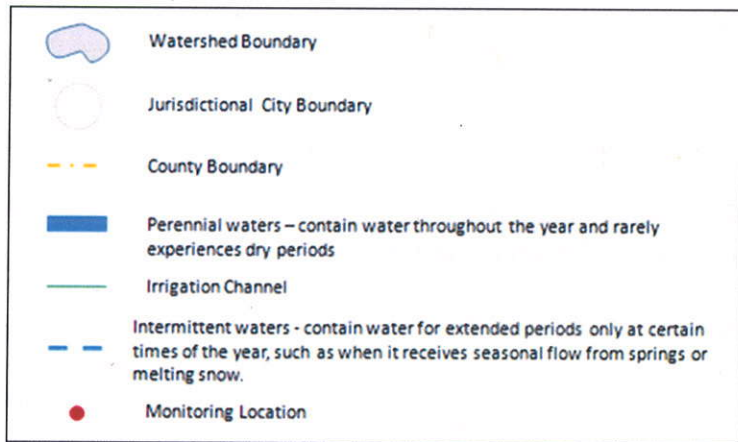 Watershed Boundary
Jurisdictional City Boundary
County Boundary
Perennial waters – contain water throughout the year and rarely
experiences dry periods
Irrigation Channel
Intermittent waters - contain water for extended periods only at certain
times of the year, such as when it receives seasonal flow from springs or
melting snow.
Monitoring Location